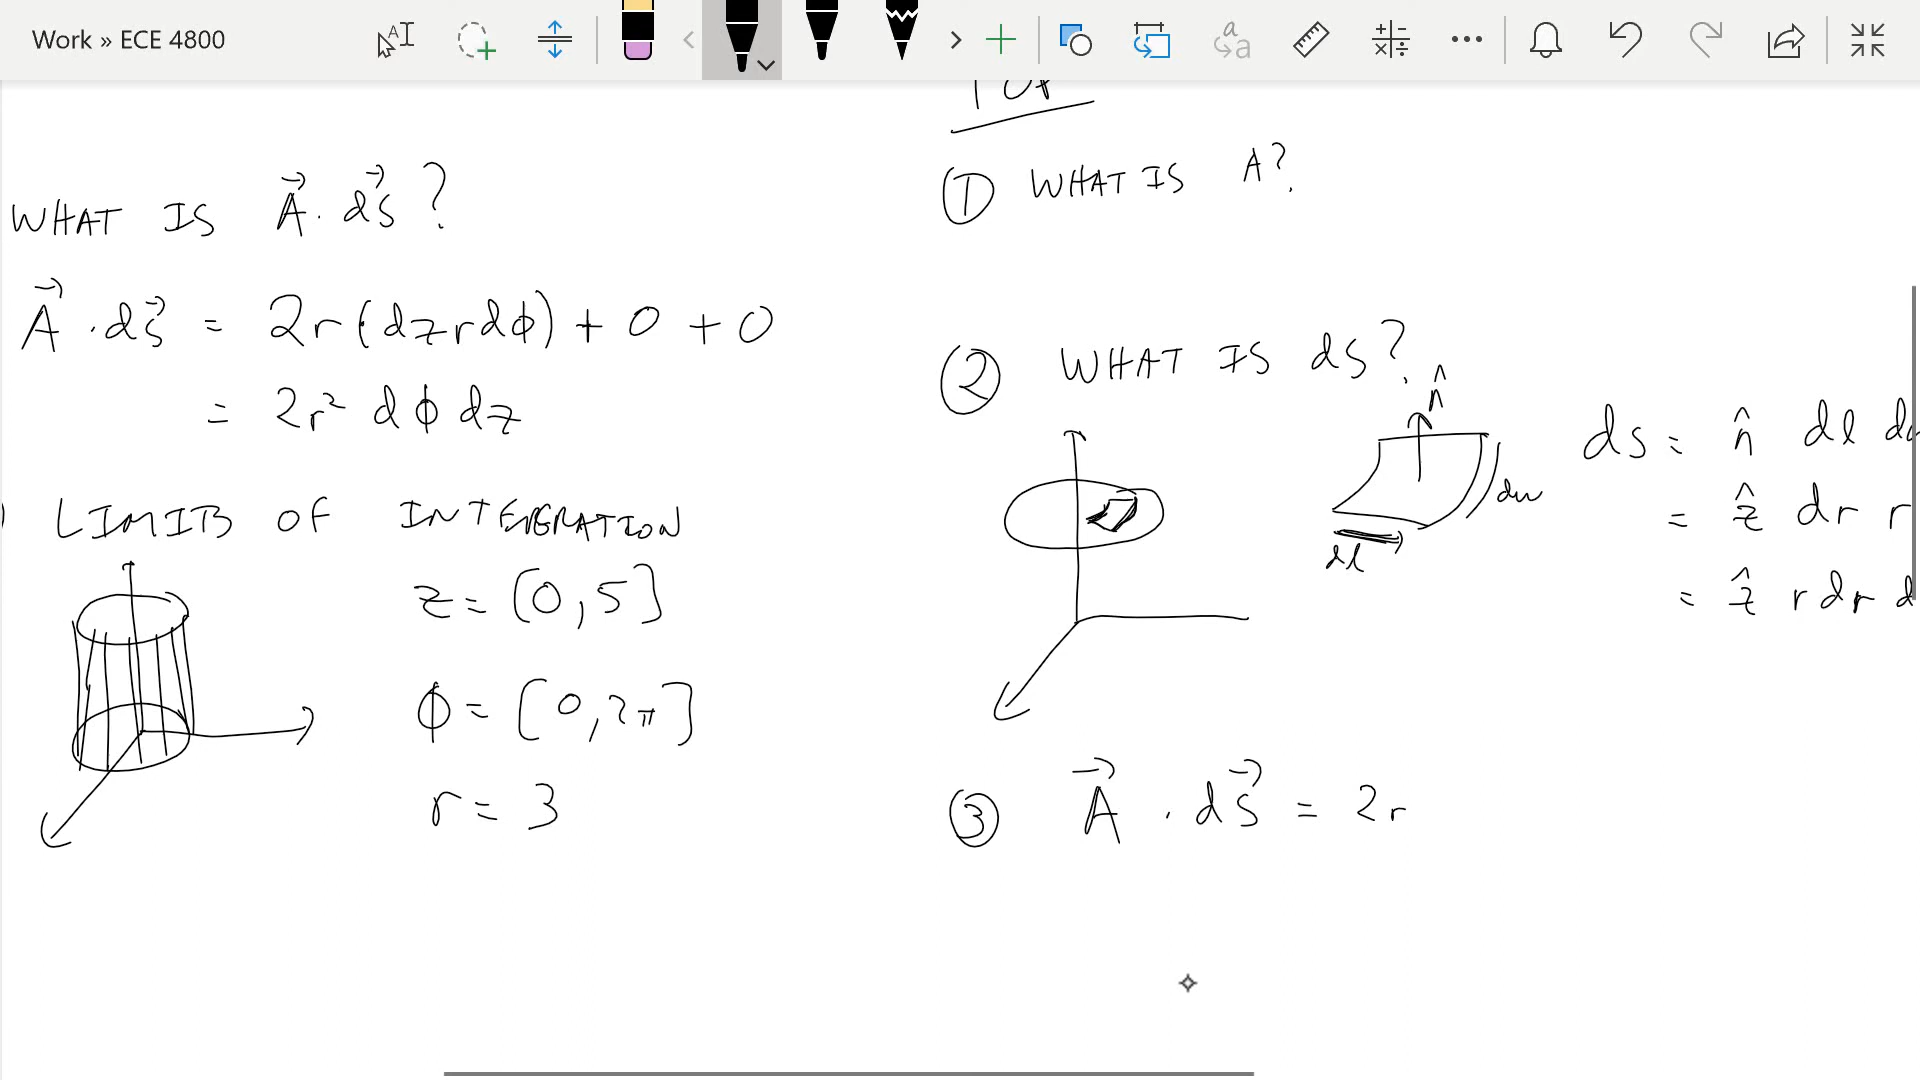 Work » ECE 4800
WHAT IS A⃗ · ds⃗ ?
A⃗ · ds⃗ = 2r (dz r dϕ) + 0 + 0
= 2r² dϕ dz
LIMITS OF INTEGRATION
z = [0, 5]
ϕ = [0, 2π]
r = 3
TOP
① WHAT IS A?
② WHAT IS ds?
n̂
dw
dl
ds = n̂ dl
= ẑ dr r
= ẑ r dr d
③ A⃗ · ds⃗ = 2r